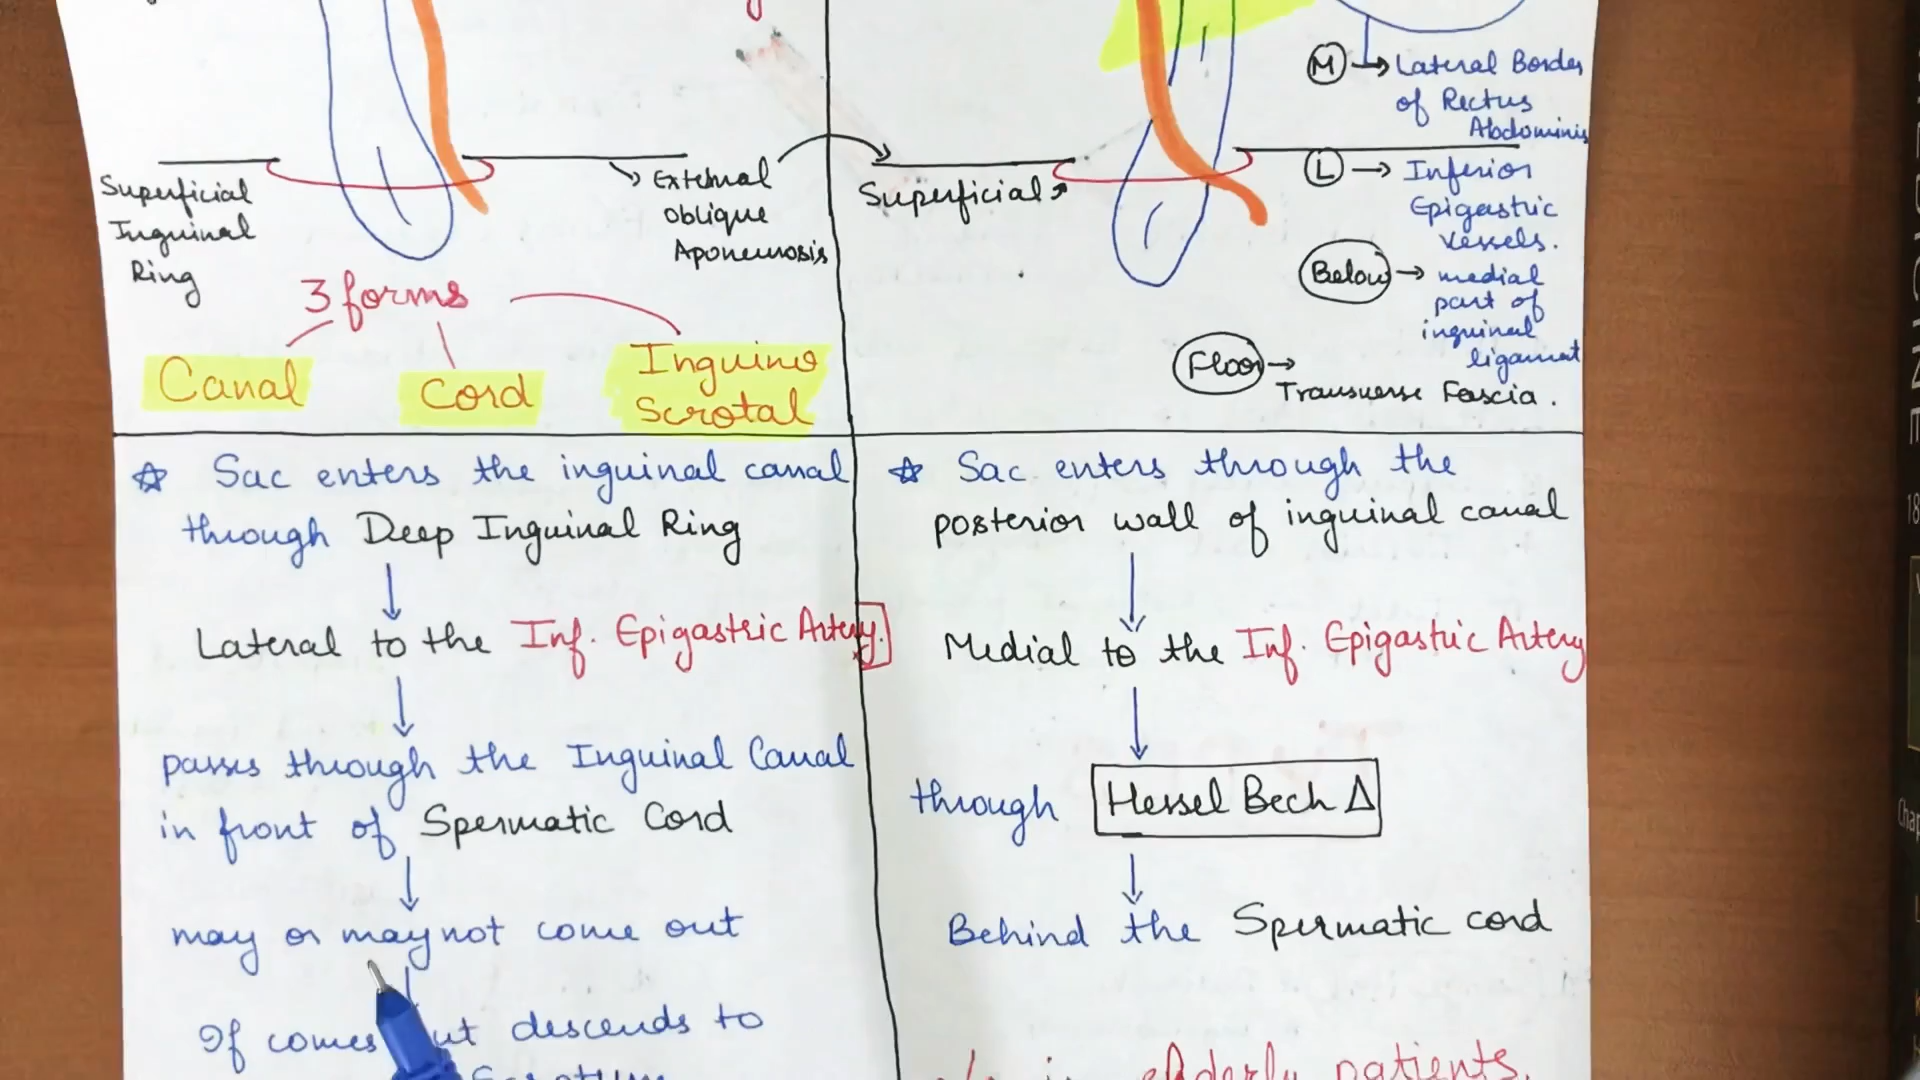 Superficial
Inguinal
Ring
External
Oblique
Aponeurosis
3 forms
Canal
Cord
Inguino
Scrotal
☆ Sac enters the inguinal canal
through Deep Inguinal Ring
↓
Lateral to the Inf. Epigastric Artery.
↓
passes through the Inguinal Canal
in front of Spermatic Cord
↓
may or may not come out
If comes out descends to
M → Lateral Border
of Rectus
Abdominis
Superficial
L → Inferior
Epigastric
Vessels.
Below → medial
part of
inguinal
ligament
Floor →
Transverse Fascia.
☆ Sac enters through the
posterior wall of inguinal canal
↓
Medial to the Inf. Epigastric Artery
↓
through Hessel Bech Δ
↓
Behind the Spermatic cord
in elderly patients.